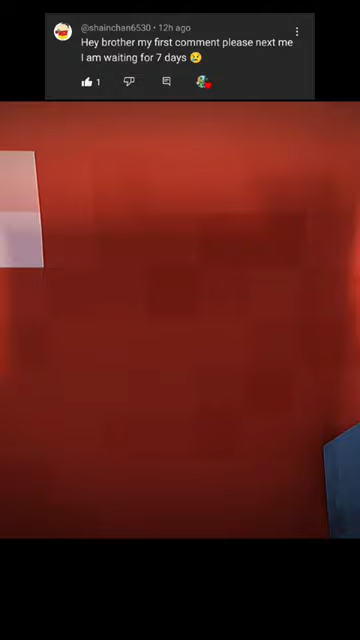 @shainchan6530 • 12h ago
Hey brother my first comment please next me
I am waiting for 7 days 😢
1